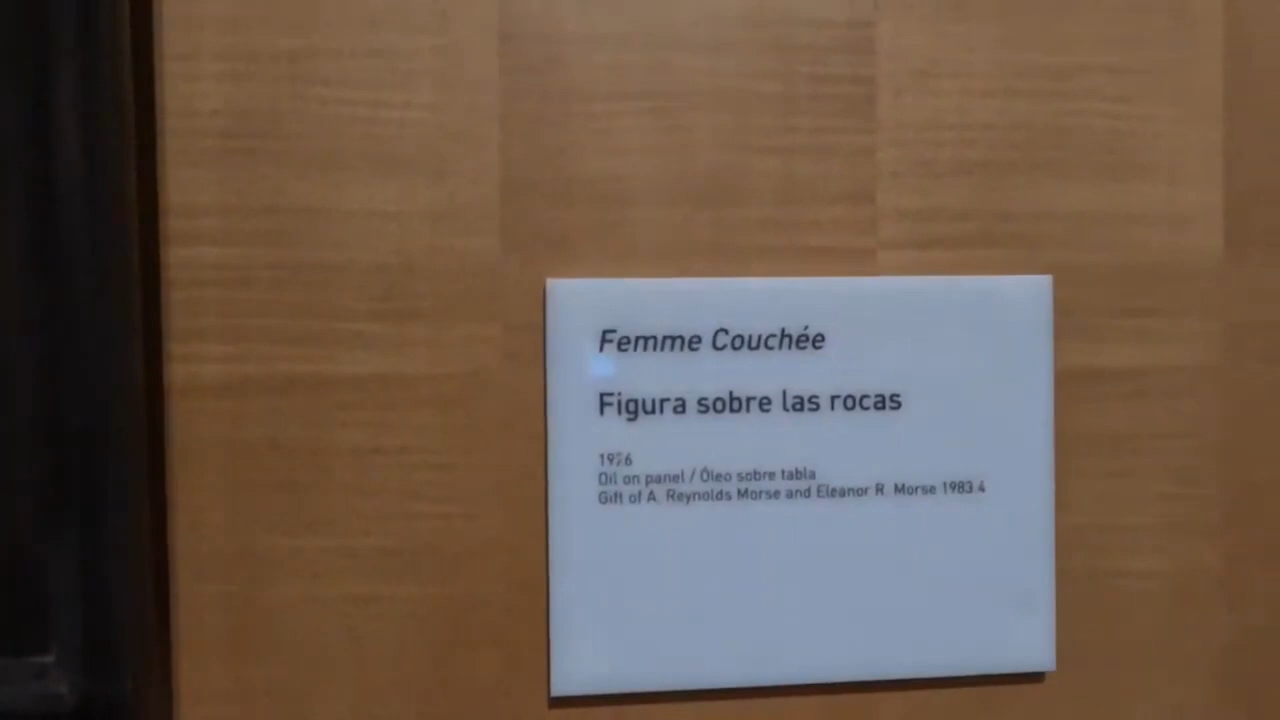 Femme Couchée
Figura sobre las rocas
1926
Oil on panel / Óleo sobre tabla
Gift of A. Reynolds Morse and Eleanor R. Morse 1983.4